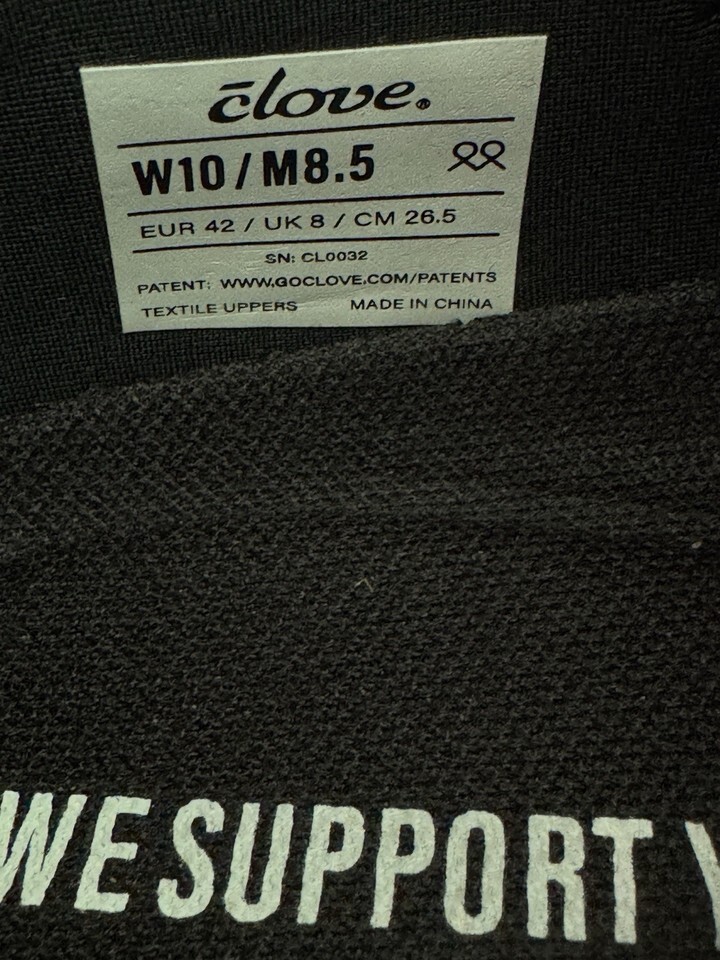 clove.®
W10/M8.5
EUR 42 / UK 8 / CM 26.5
SN: CL0032
PATENT: WWW.GOCLOVE.COM/PATENTS
TEXTILE UPPERS MADE IN CHINA
WE SUPPORT